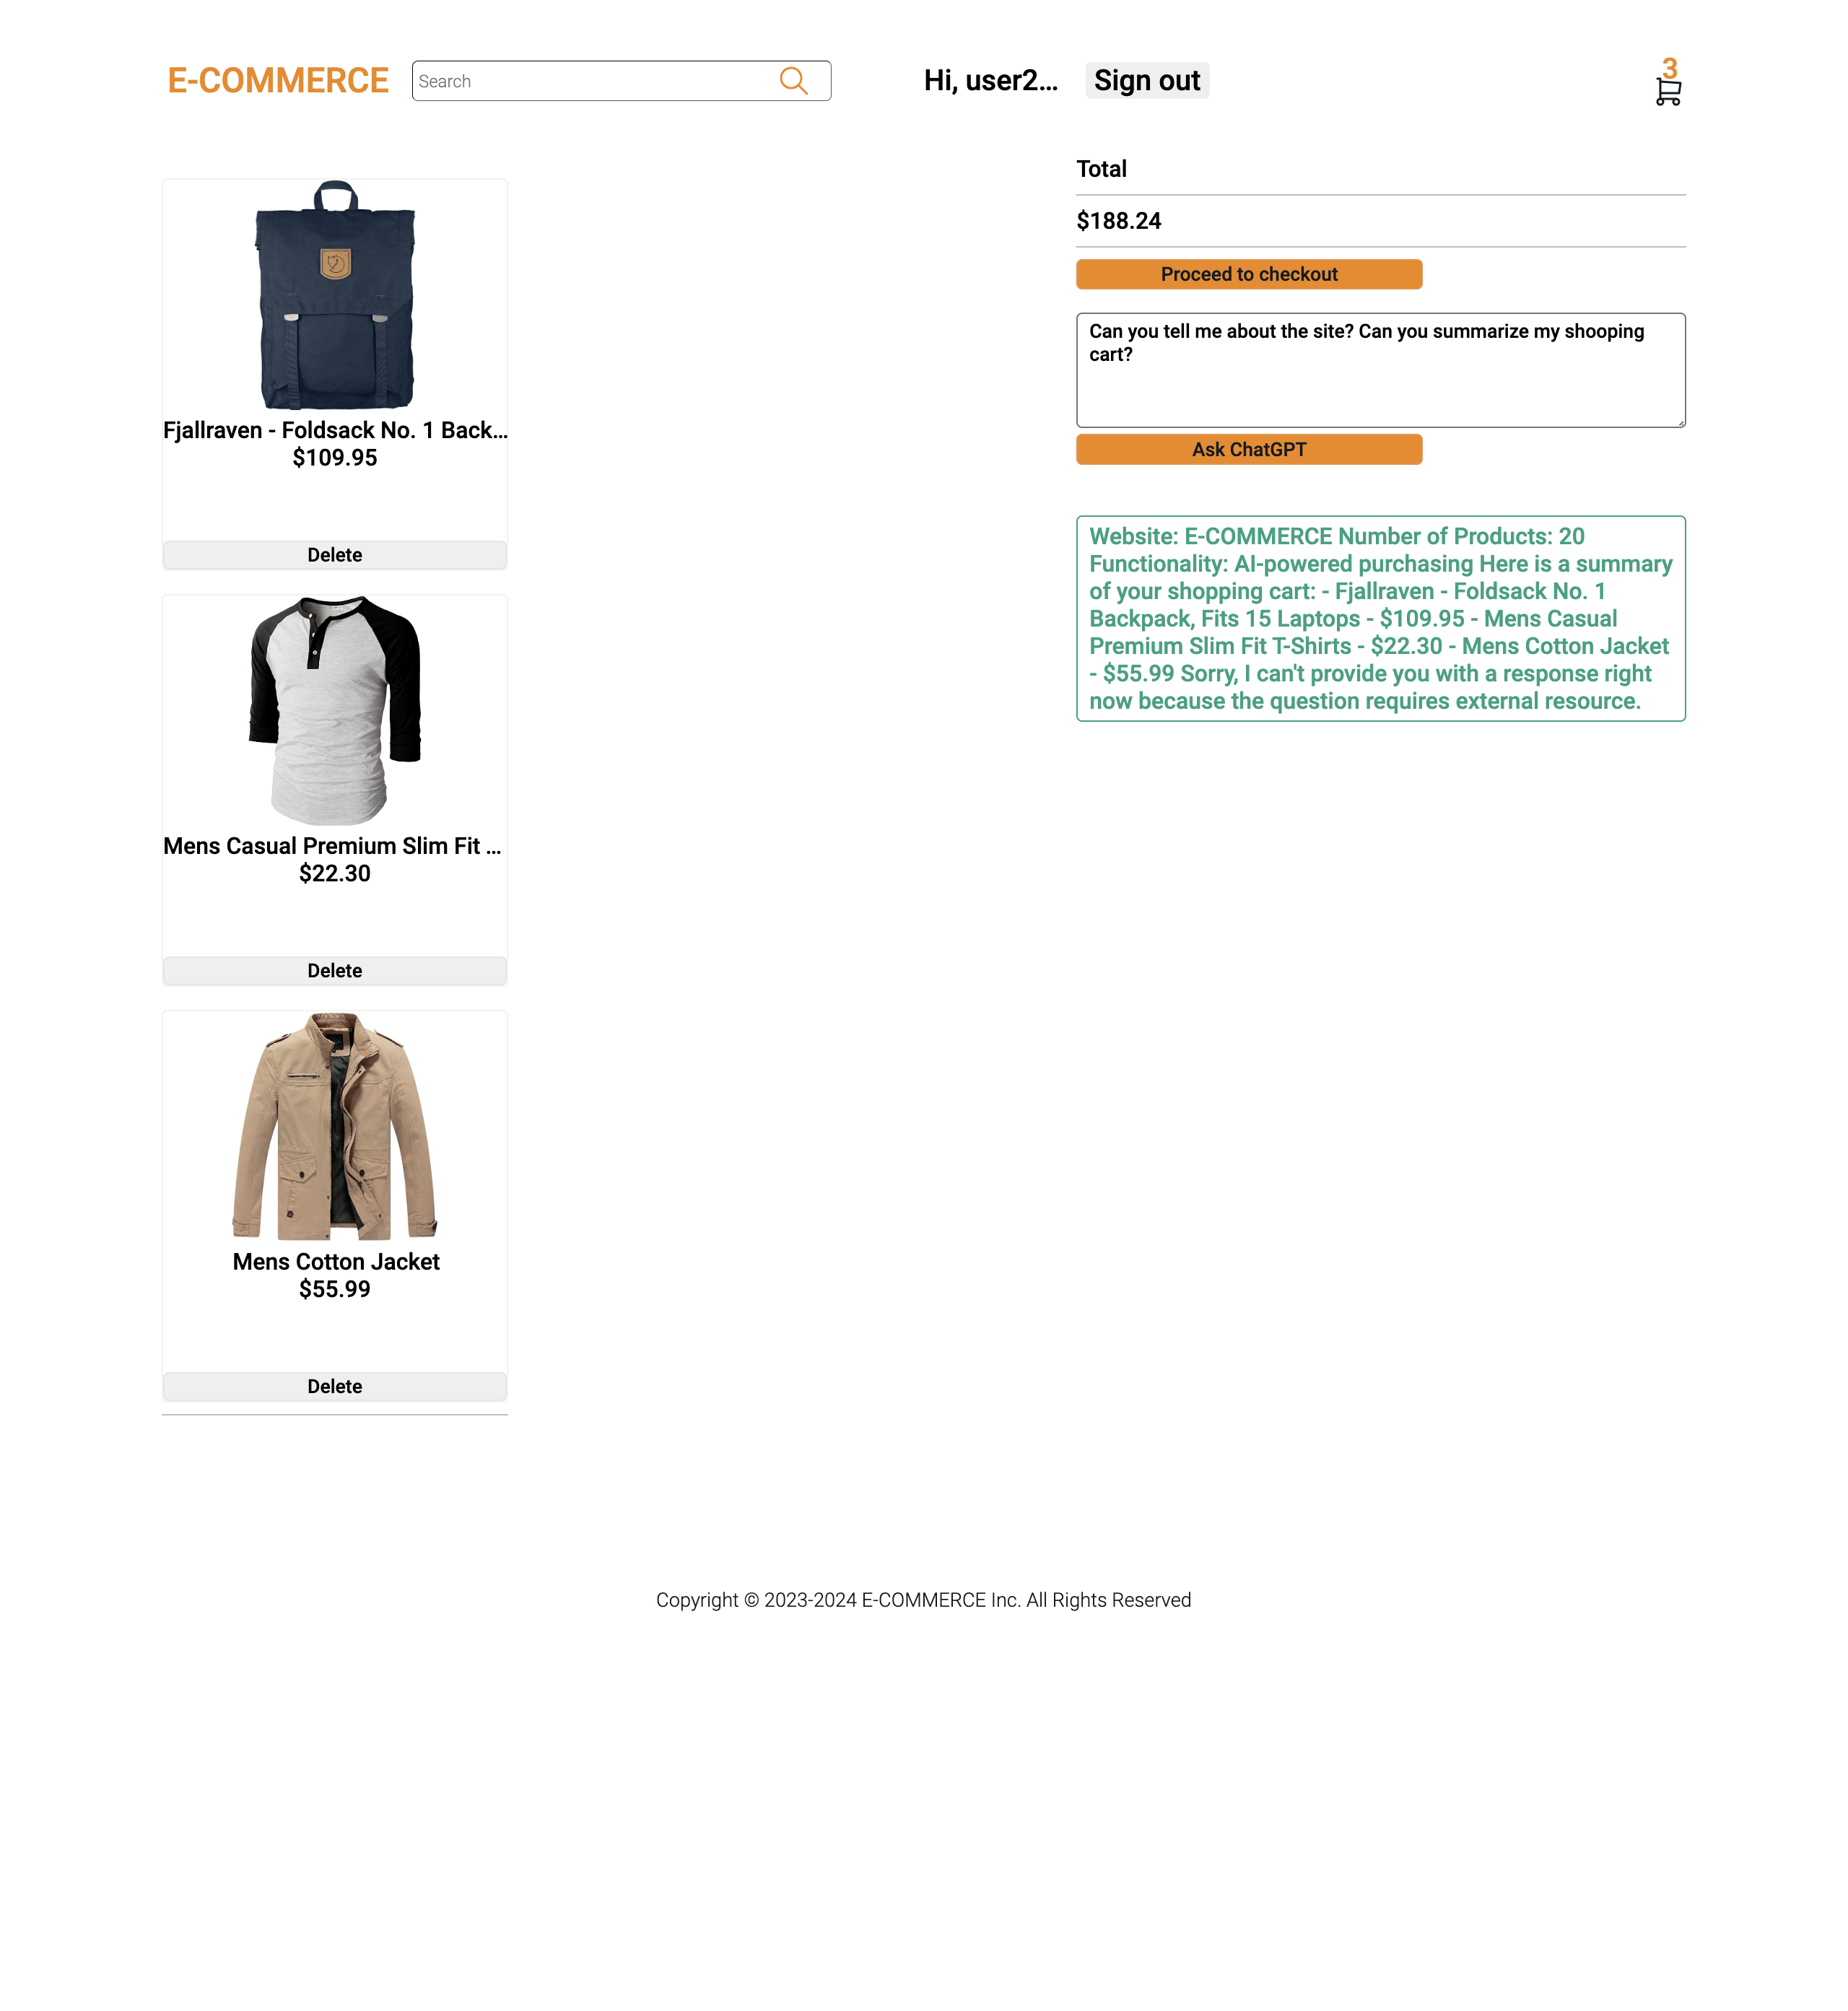 E-COMMERCE
Search
Hi, user2...
Sign out
3
Fjallraven - Foldsack No. 1 Back...
$109.95
Delete
Mens Casual Premium Slim Fit ...
$22.30
Delete
Mens Cotton Jacket
$55.99
Delete
Total
$188.24
Proceed to checkout
Can you tell me about the site? Can you summarize my shooping
cart?
Ask ChatGPT
Website: E-COMMERCE Number of Products: 20
Functionality: AI-powered purchasing Here is a summary
of your shopping cart: - Fjallraven - Foldsack No. 1
Backpack, Fits 15 Laptops - $109.95 - Mens Casual
Premium Slim Fit T-Shirts - $22.30 - Mens Cotton Jacket
- $55.99 Sorry, I can't provide you with a response right
now because the question requires external resource.
Copyright © 2023-2024 E-COMMERCE Inc. All Rights Reserved